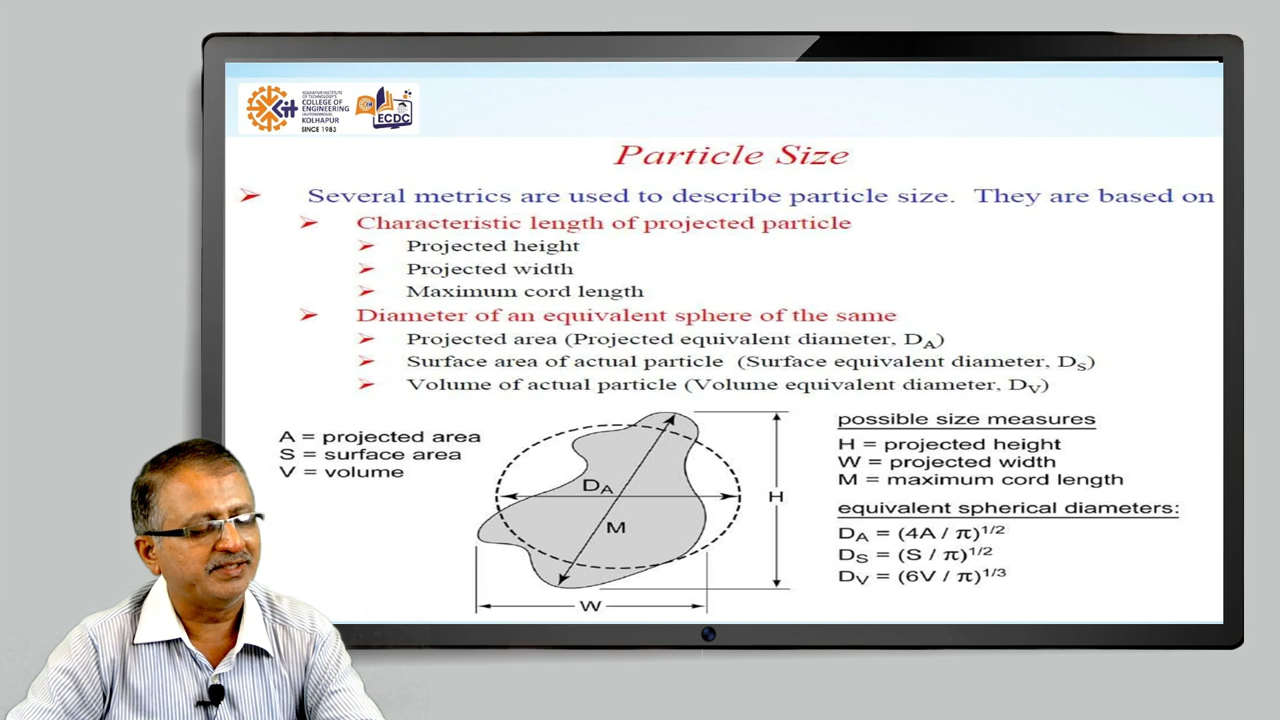 KOLHAPUR INSTITUTE
OF TECHNOLOGY'S
COLLEGE OF
ENGINEERING
(AUTONOMOUS),
KOLHAPUR
SINCE 1983
KIT
ECDC
Particle Size
➢ Several metrics are used to describe particle size. They are based on
➢ Characteristic length of projected particle
➢ Projected height
➢ Projected width
➢ Maximum cord length
➢ Diameter of an equivalent sphere of the same
➢ Projected area (Projected equivalent diameter, D_A)
➢ Surface area of actual particle (Surface equivalent diameter, D_s)
➢ Volume of actual particle (Volume equivalent diameter, D_V)
A = projected area
S = surface area
V = volume
D_A
M
H
W
possible size measures
H = projected height
W = projected width
M = maximum cord length
equivalent spherical diameters:
D_A = (4A / π)^1/2
D_S = (S / π)^1/2
D_V = (6V / π)^1/3